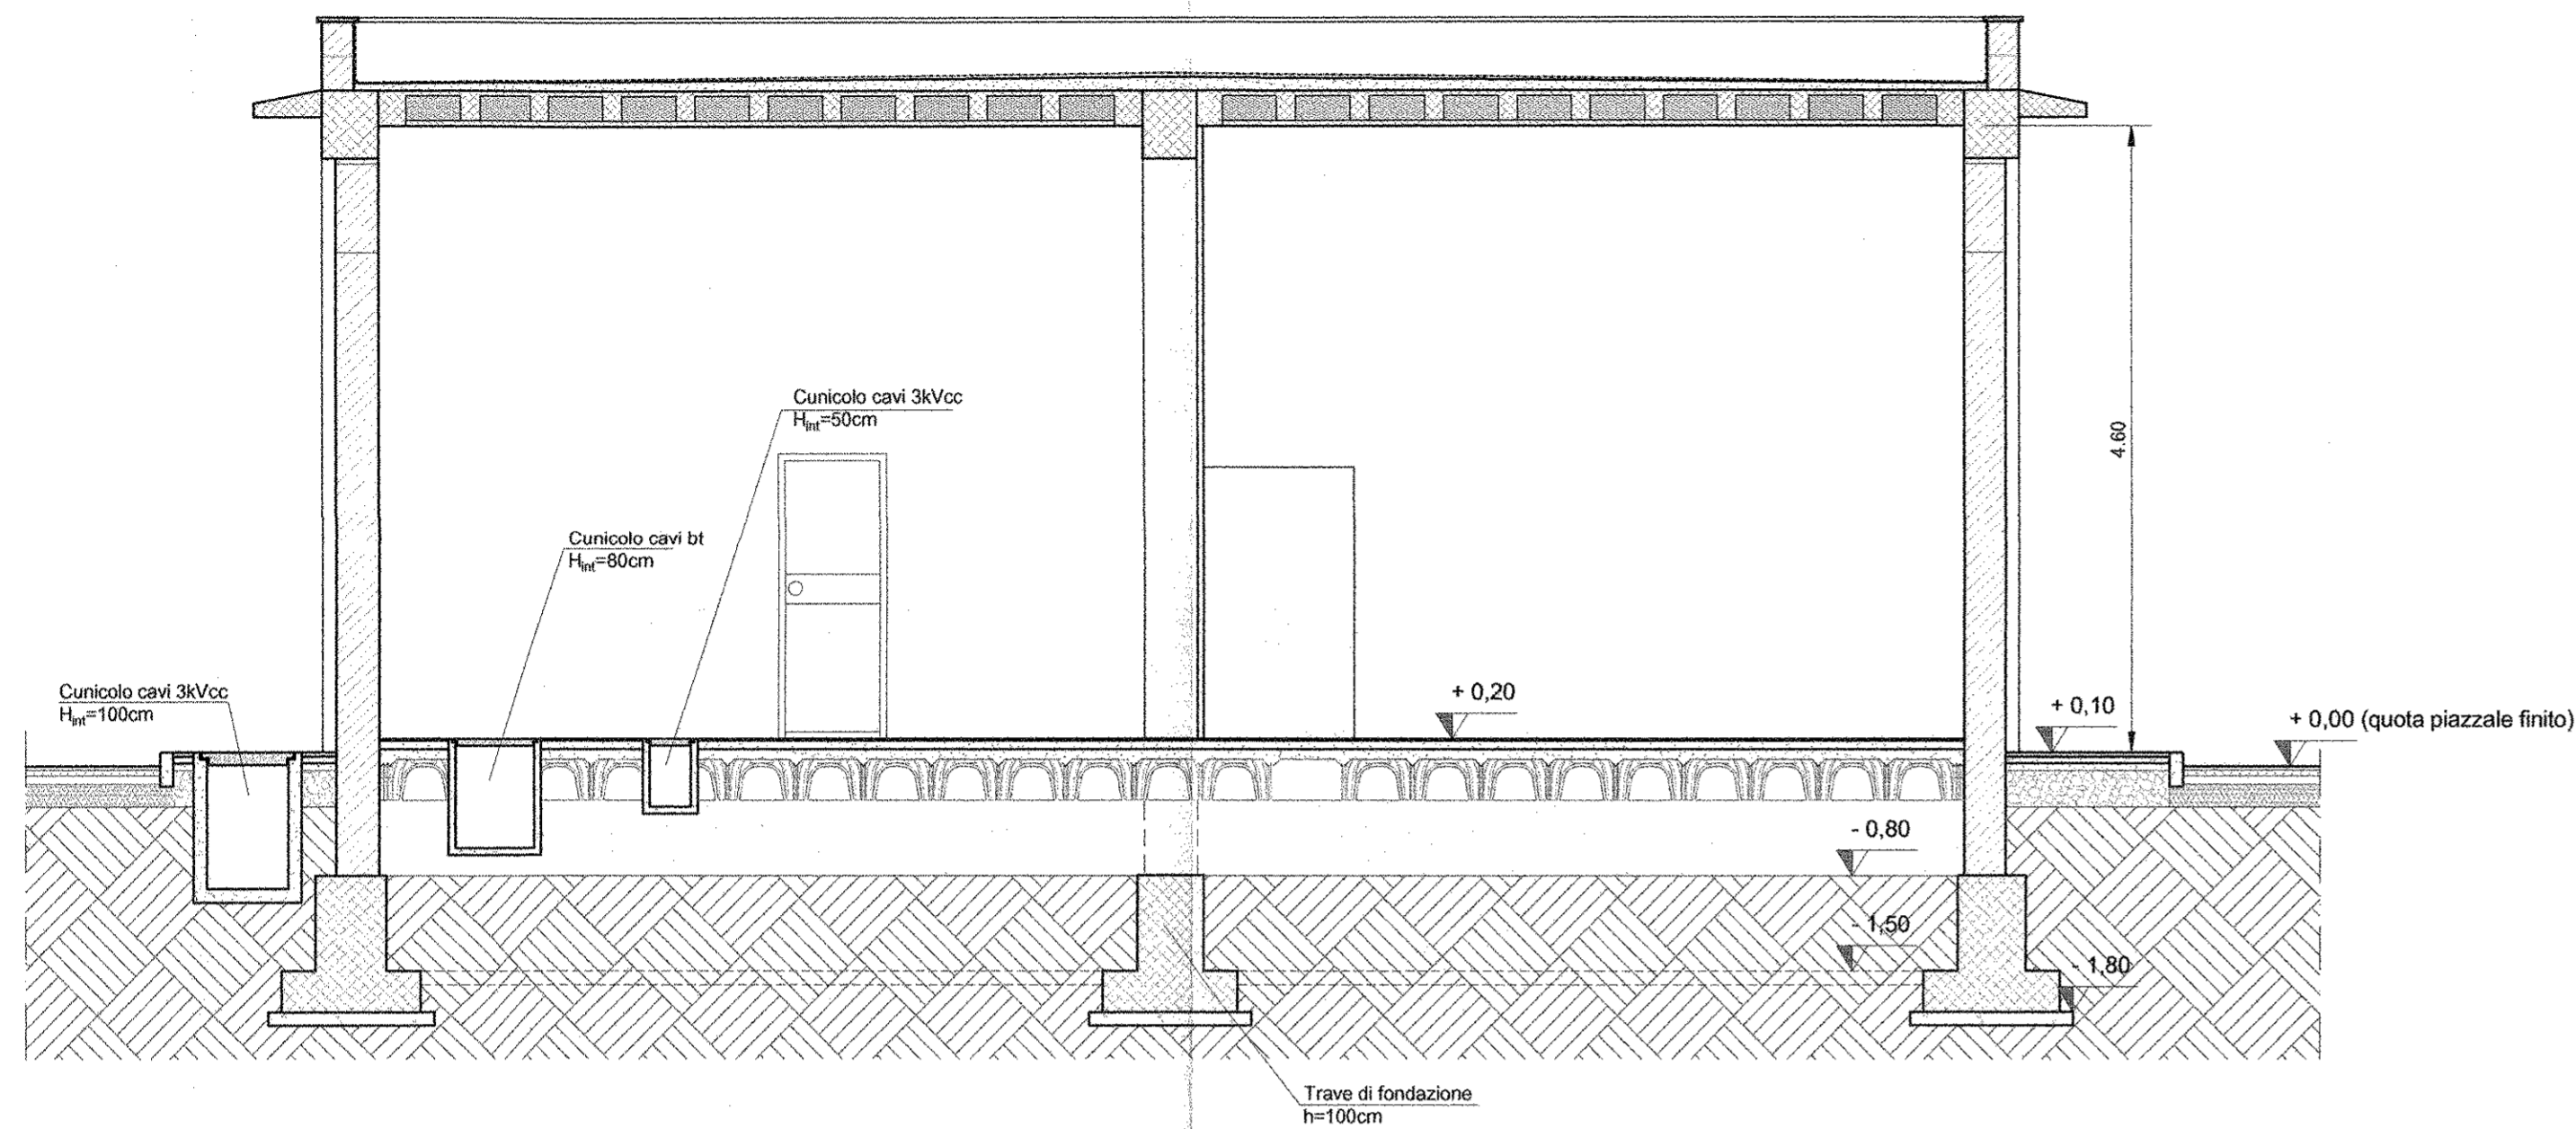 Cunicolo cavi 3kVcc
Hint=50cm
4.60
Cunicolo cavi bt
Hint=80cm
Cunicolo cavi 3kVcc
Hint=100cm
+ 0,20
+ 0,10
+ 0,00 (quota piazzale finito)
- 0,80
- 1,50
- 1,80
Trave di fondazione
h=100cm